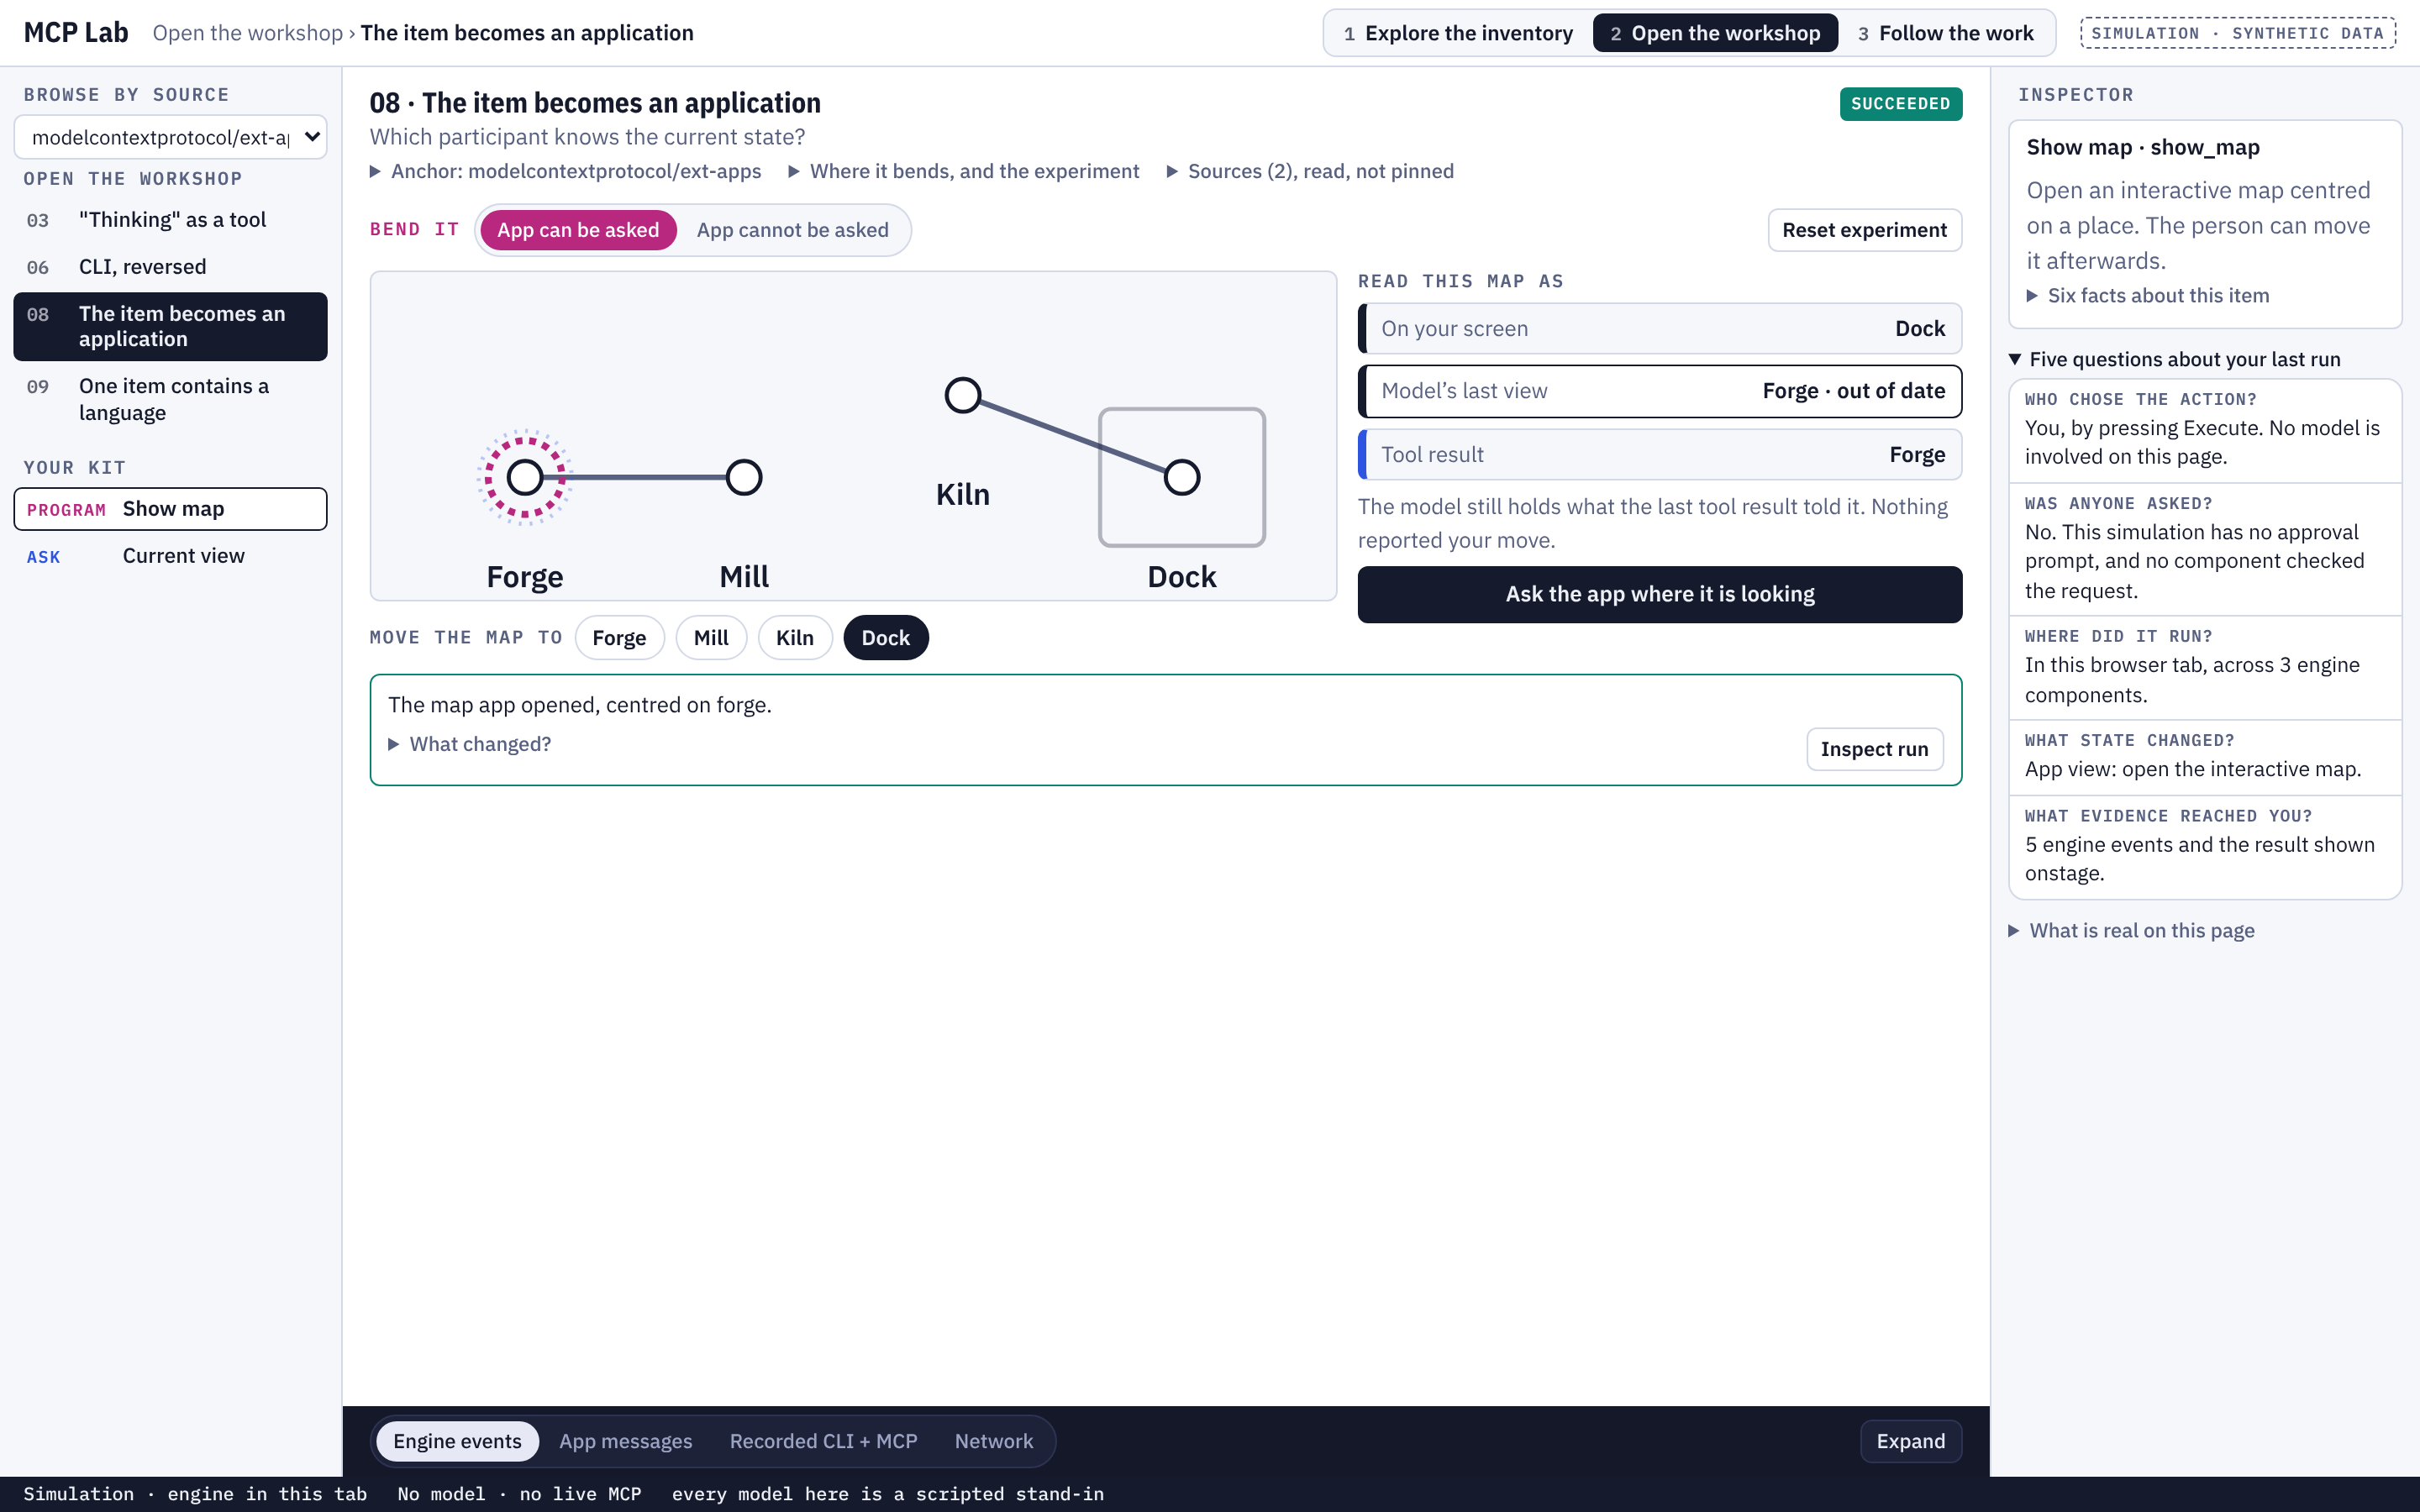 MCP Lab
Open the workshop › The item becomes an application
1 Explore the inventory
2 Open the workshop
3 Follow the work
SIMULATION · SYNTHETIC DATA
BROWSE BY SOURCE
modelcontextprotocol/ext-a
OPEN THE WORKSHOP
03 "Thinking" as a tool
06 CLI, reversed
08 The item becomes an
application
09 One item contains a
language
YOUR KIT
PROGRAM Show map
ASK Current view
08 · The item becomes an application
SUCCEEDED
Which participant knows the current state?
Anchor: modelcontextprotocol/ext-apps
Where it bends, and the experiment
Sources (2), read, not pinned
BEND IT
App can be asked
App cannot be asked
Reset experiment
Forge
Mill
Kiln
Dock
READ THIS MAP AS
On your screen Dock
Model’s last view Forge · out of date
Tool result Forge
The model still holds what the last tool result told it. Nothing
reported your move.
Ask the app where it is looking
MOVE THE MAP TO
Forge
Mill
Kiln
Dock
The map app opened, centred on forge.
What changed?
Inspect run
INSPECTOR
Show map · show_map
Open an interactive map centred
on a place. The person can move
it afterwards.
Six facts about this item
Five questions about your last run
WHO CHOSE THE ACTION?
You, by pressing Execute. No model is
involved on this page.
WAS ANYONE ASKED?
No. This simulation has no approval
prompt, and no component checked
the request.
WHERE DID IT RUN?
In this browser tab, across 3 engine
components.
WHAT STATE CHANGED?
App view: open the interactive map.
WHAT EVIDENCE REACHED YOU?
5 engine events and the result shown
onstage.
What is real on this page
Engine events
App messages
Recorded CLI + MCP
Network
Expand
Simulation · engine in this tab
No model · no live MCP
every model here is a scripted stand-in